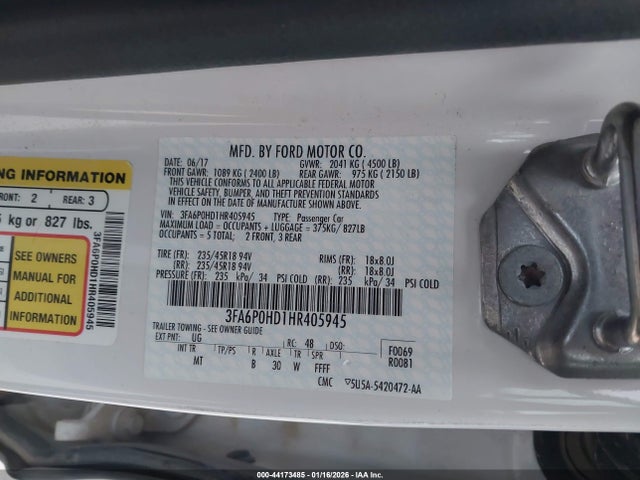 MFD. BY FORD MOTOR CO.
DATE: 06/17 GVWR: 2041 KG ( 4500 LB)
FRONT GAWR: 1089 KG ( 2400 LB) REAR GAWR: 975 KG ( 2150 LB)
THIS VEHICLE CONFORMS TO ALL APPLICABLE FEDERAL MOTOR
VEHICLE SAFETY, BUMPER, AND THEFT PREVENTION STANDARDS
IN EFFECT ON THE DATE OF MANUFACTURE SHOWN ABOVE.
VIN: 3FA6P0HD1HR405945 TYPE: Passenger Car
MAXIMUM LOAD = OCCUPANTS + LUGGAGE = 375KG/ 827LB
OCCUPANTS = 5 TOTAL; 2 FRONT, 3 REAR
TIRE (FR): 235/45R18 94V RIMS (FR): 18x8.0J
(RR): 235/45R18 94V (RR): 18x8.0J
PRESSURE (FR): 235 kPa/ 34 PSI COLD (RR): 235 kPa/ 34 PSI COLD
3FA6P0HD1HR405945
TRAILER TOWING - SEE OWNER GUIDE
EXT PNT: UG RC: 48 DSO: F0069
R0081
INT TR TP/PS R AXLE TR SPR
MT B 30 W FFFF
CMC 5U5A-5420472-AA
NG INFORMATION
FRONT: 2 REAR: 3
kg or 827 lbs.
SEE OWNERS
MANUAL FOR
ADDITIONAL
INFORMATION
3FA6P0HD1HR405945
000-44173485 - 01/16/2026 - IAAI.COM